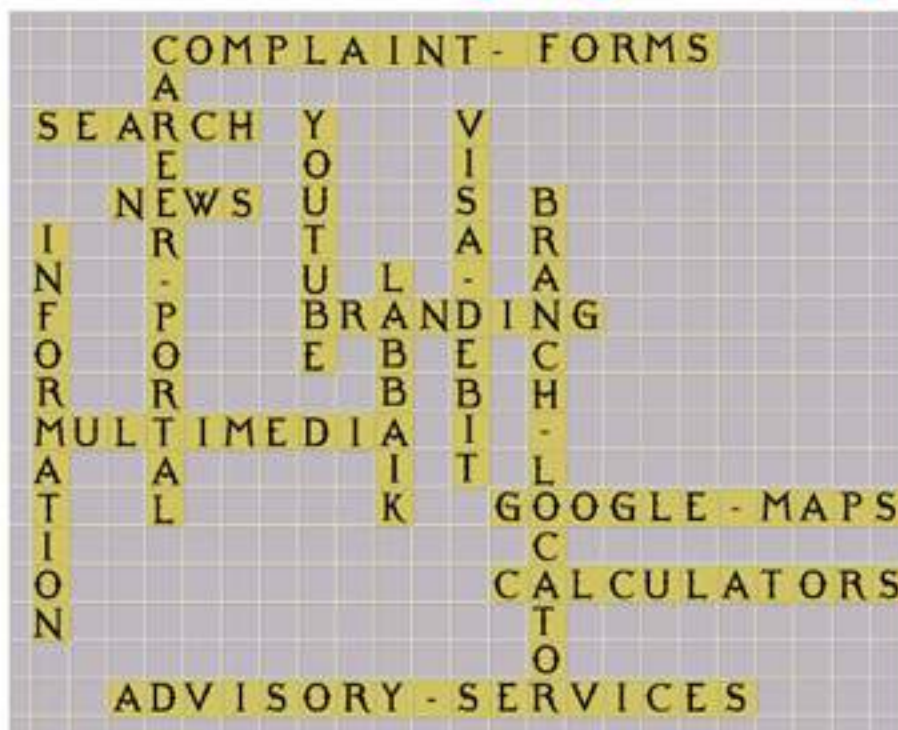 COMPLAINT-FORMS
CAREER-PORTAL
SEARCH
YOUTUBE
VISA-DEBIT
NEWS
BRANCH-LOCATOR
INFORMATION
LABBAIK
BRANDING
MULTIMEDIA
GOOGLE-MAPS
CALCULATORS
ADVISORY-SERVICES